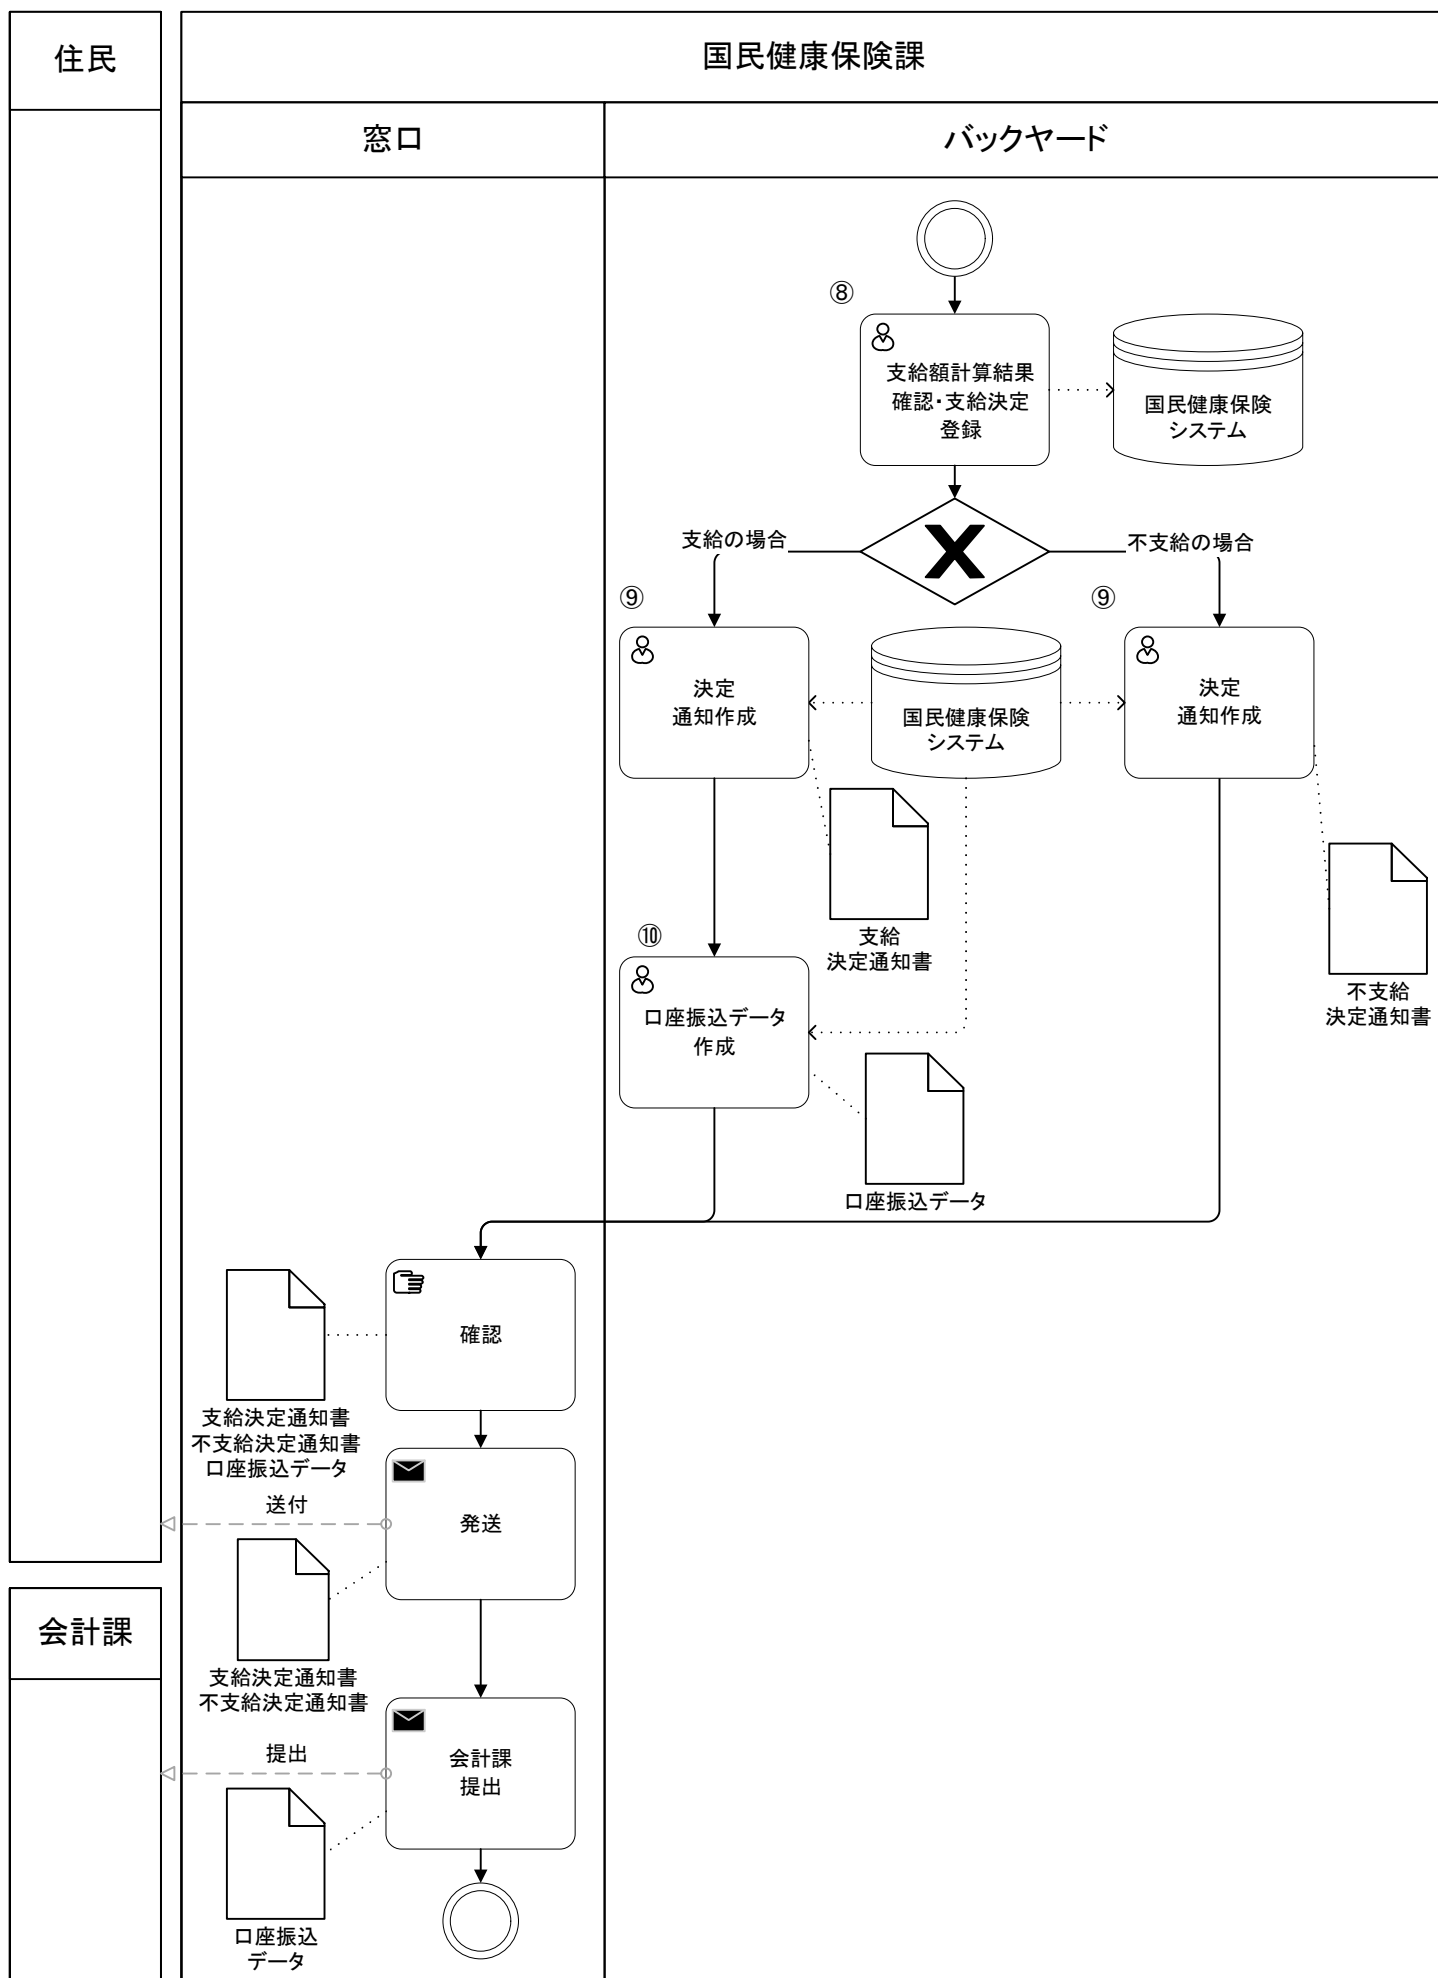 住民
国民健康保険課
窓口
バックヤード
⑧
支給額計算結果
確認・支給決定
登録
国民健康保険
システム
支給の場合
不支給の場合
⑨
⑨
決定
通知作成
国民健康保険
システム
決定
通知作成
支給
決定通知書
不支給
決定通知書
⑩
口座振込データ
作成
口座振込データ
確認
支給決定通知書
不支給決定通知書
口座振込データ
送付
発送
支給決定通知書
不支給決定通知書
会計課
提出
会計課
提出
口座振込
データ